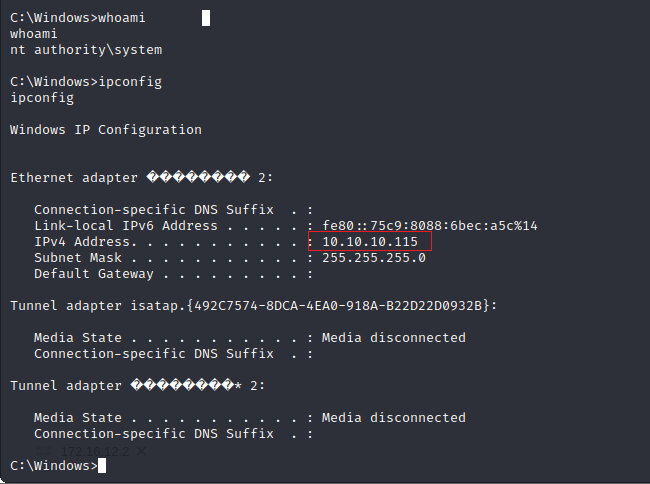 C:\Windows>whoami
whoami
nt authority\system
C:\Windows>ipconfig
ipconfig
Windows IP Configuration
Ethernet adapter �������� 2:
Connection-specific DNS Suffix . :
Link-local IPv6 Address . . . . . : fe80::75c9:8088:6bec:a5c%14
IPv4 Address. . . . . . . . . . . : 10.10.10.115
Subnet Mask . . . . . . . . . . . : 255.255.255.0
Default Gateway . . . . . . . . . :
Tunnel adapter isatap.{492C7574-8DCA-4EA0-918A-B22D22D0932B}:
Media State . . . . . . . . . . . : Media disconnected
Connection-specific DNS Suffix . :
Tunnel adapter ��������* 2:
Media State . . . . . . . . . . . : Media disconnected
Connection-specific DNS Suffix . :
172.16.12.2 ×
C:\Windows>